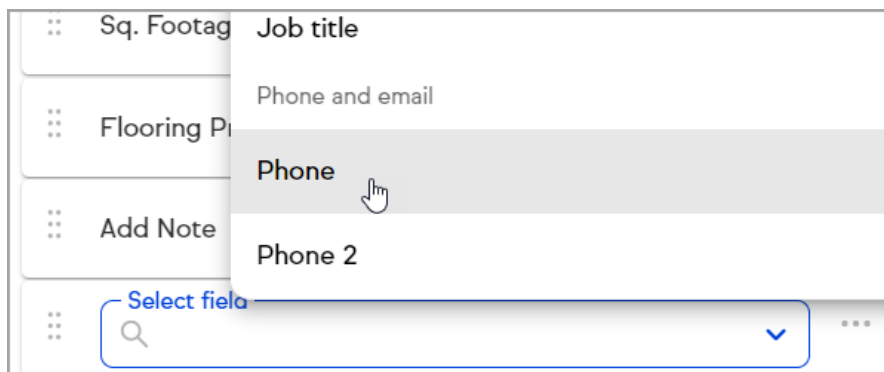 Sq. Footag
Job title
Phone and email
Flooring Pr
Phone
Add Note
Phone 2
Select field